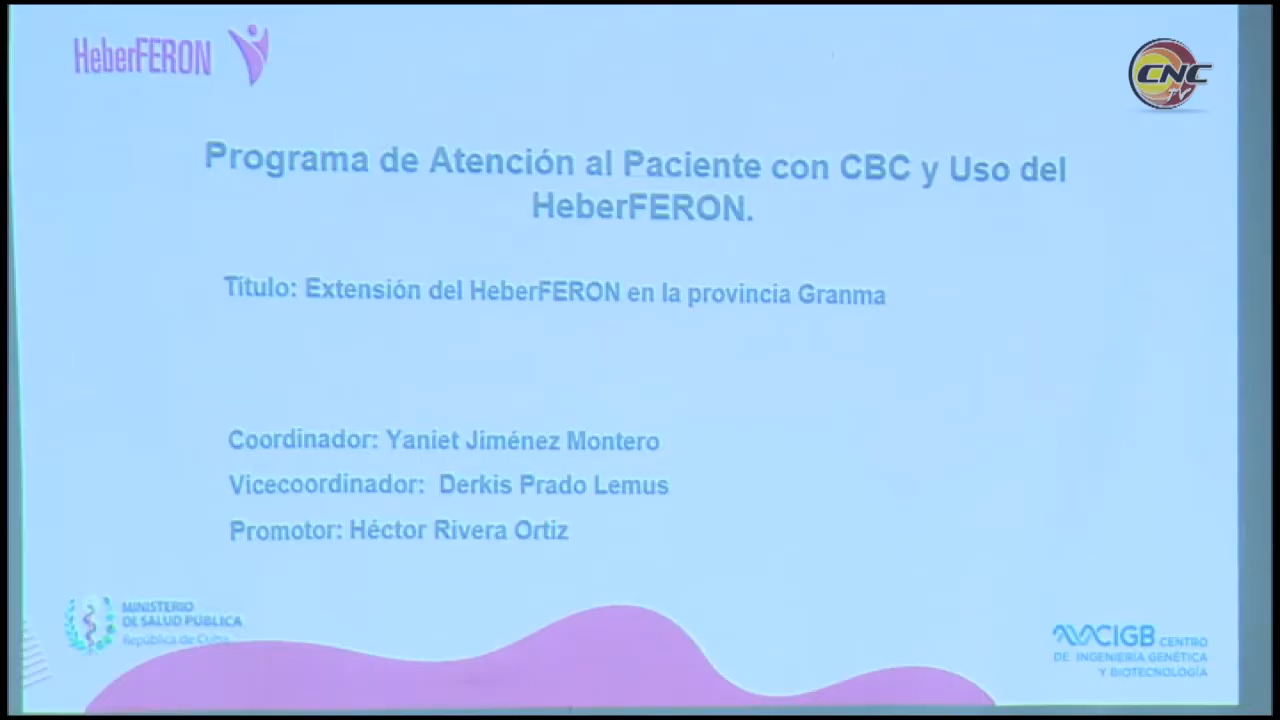 HeberFERON
CNC
TV
Programa de Atención al Paciente con CBC y Uso del
HeberFERON.
Título: Extensión del HeberFERON en la provincia Granma
Coordinador: Yaniet Jiménez Montero
Vicecoordinador: Derkis Prado Lemus
Promotor: Héctor Rivera Ortiz
MINISTERIO
DE SALUD PÚBLICA
República de Cuba
CIGB CENTRO
DE INGENIERÍA GENÉTICA
Y BIOTECNOLOGÍA